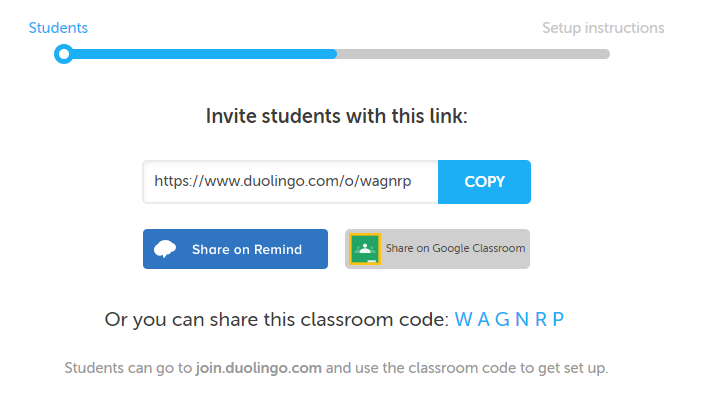 Students
Setup instructions
Invite students with this link:
https://www.duolingo.com/o/wagnrp
COPY
Share on Remind
Share on Google Classroom
Or you can share this classroom code: W A G N R P
Students can go to join.duolingo.com and use the classroom code to get set up.